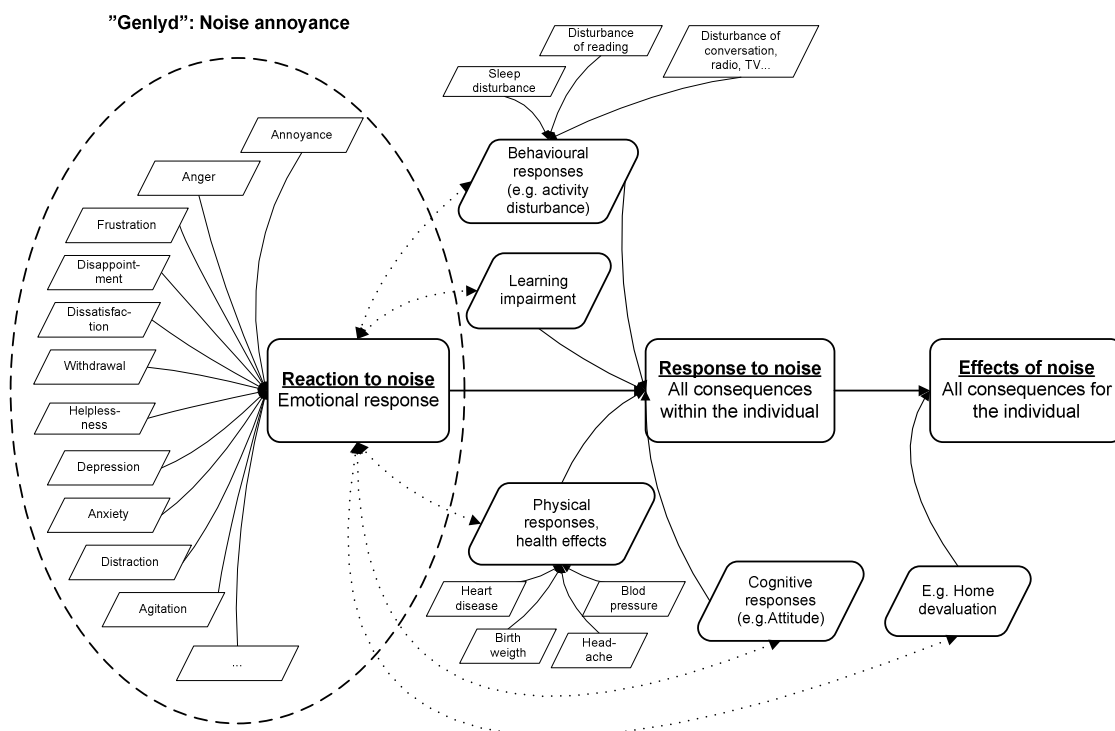 ”Genlyd”: Noise annoyance
Disturbance
of reading
Disturbance of
conversation,
radio, TV...
Sleep
disturbance
Annoyance
Behavioural
responses
(e.g. activity
disturbance)
Anger
Frustration
Disappoint-
ment
Learning
impairment
Dissatisfac-
tion
Withdrawal
Reaction to noise
Emotional response
Response to noise
All consequences
within the individual
Effects of noise
All consequences for
the individual
Helpless-
ness
Depression
Anxiety
Physical
responses,
health effects
Distraction
Agitation
Heart
disease
Blod
pressure
Birth
weigth
Head-
ache
Cognitive
responses
(e.g.Attitude)
E.g. Home
devaluation
...